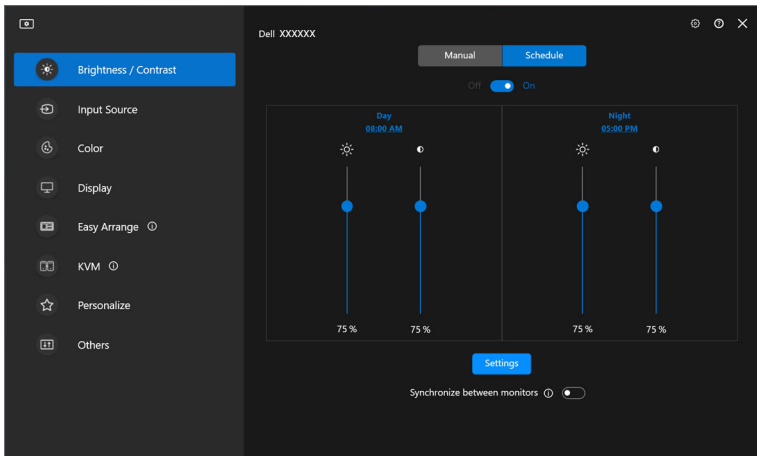 Dell XXXXXX
Manual
Schedule
Off
On
Brightness / Contrast
Input Source
Color
Display
Easy Arrange
KVM
Personalize
Others
Day
08:00 AM
75 %
75 %
Night
05:00 PM
75 %
75 %
Settings
Synchronize between monitors